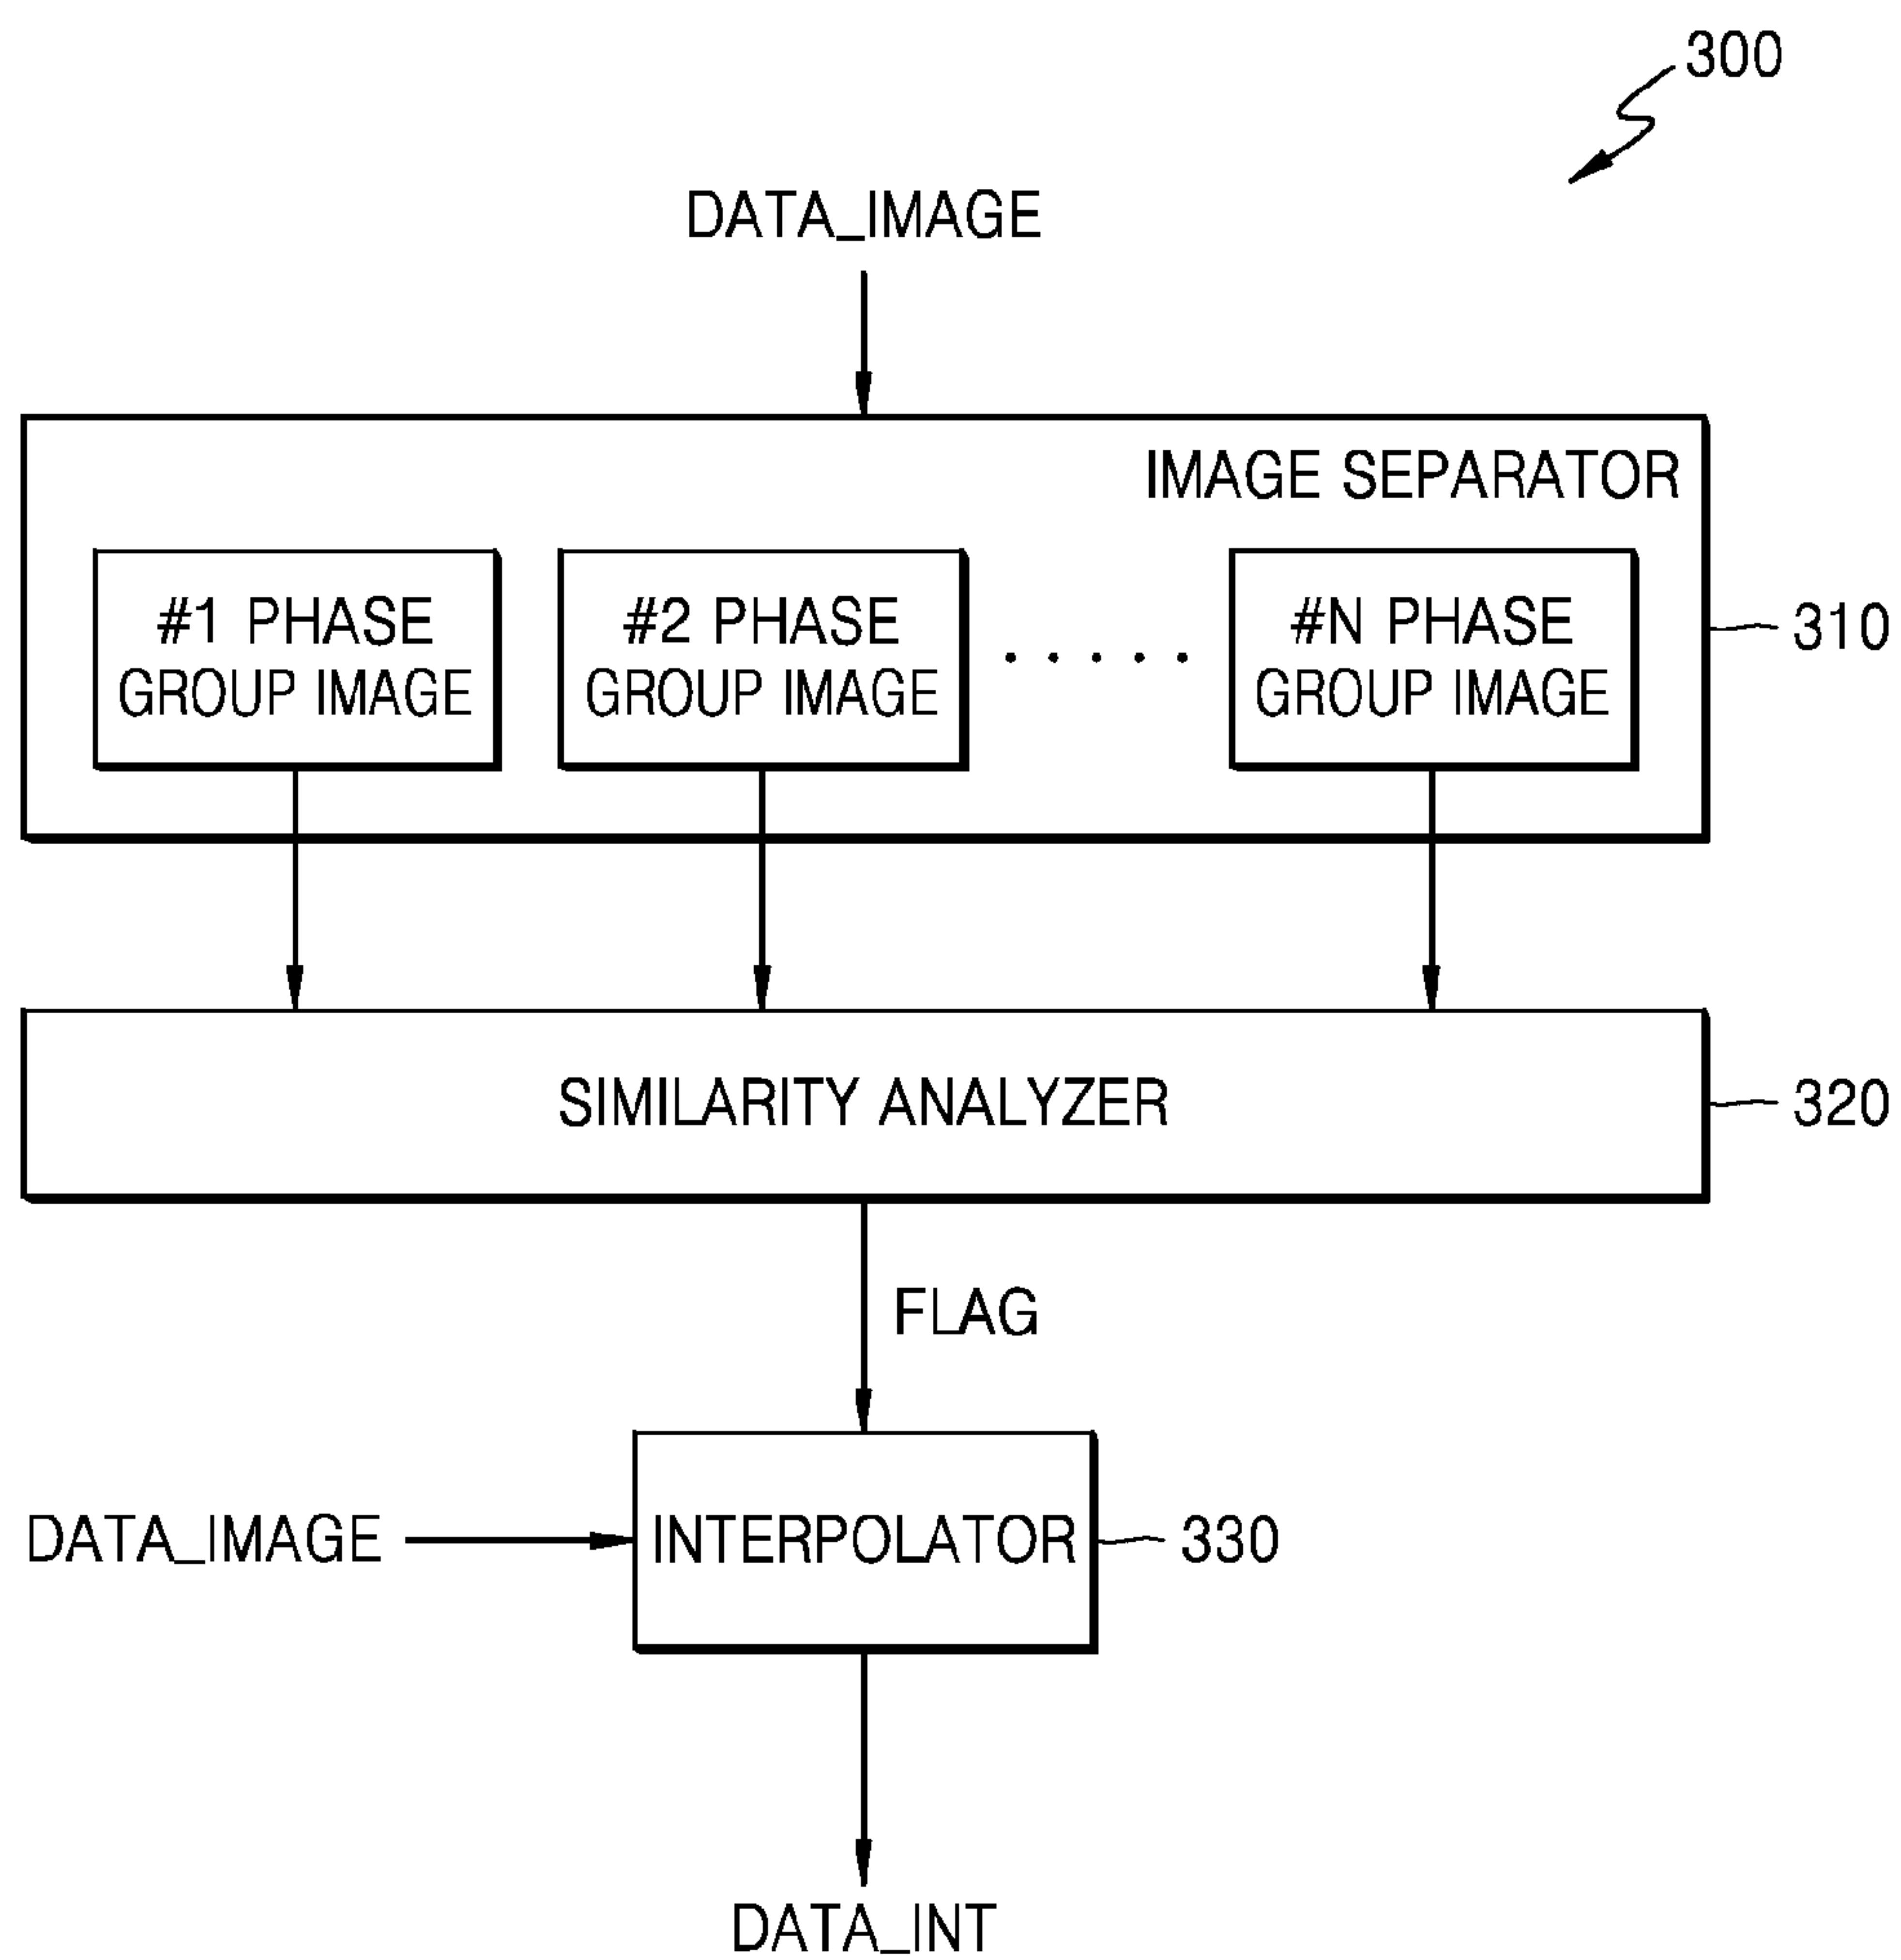 300
DATA_IMAGE
IMAGE SEPARATOR
#1 PHASE
GROUP IMAGE
#2 PHASE
GROUP IMAGE
.....
#N PHASE
GROUP IMAGE
310
SIMILARITY ANALYZER
320
FLAG
DATA_IMAGE
INTERPOLATOR
330
DATA_INT